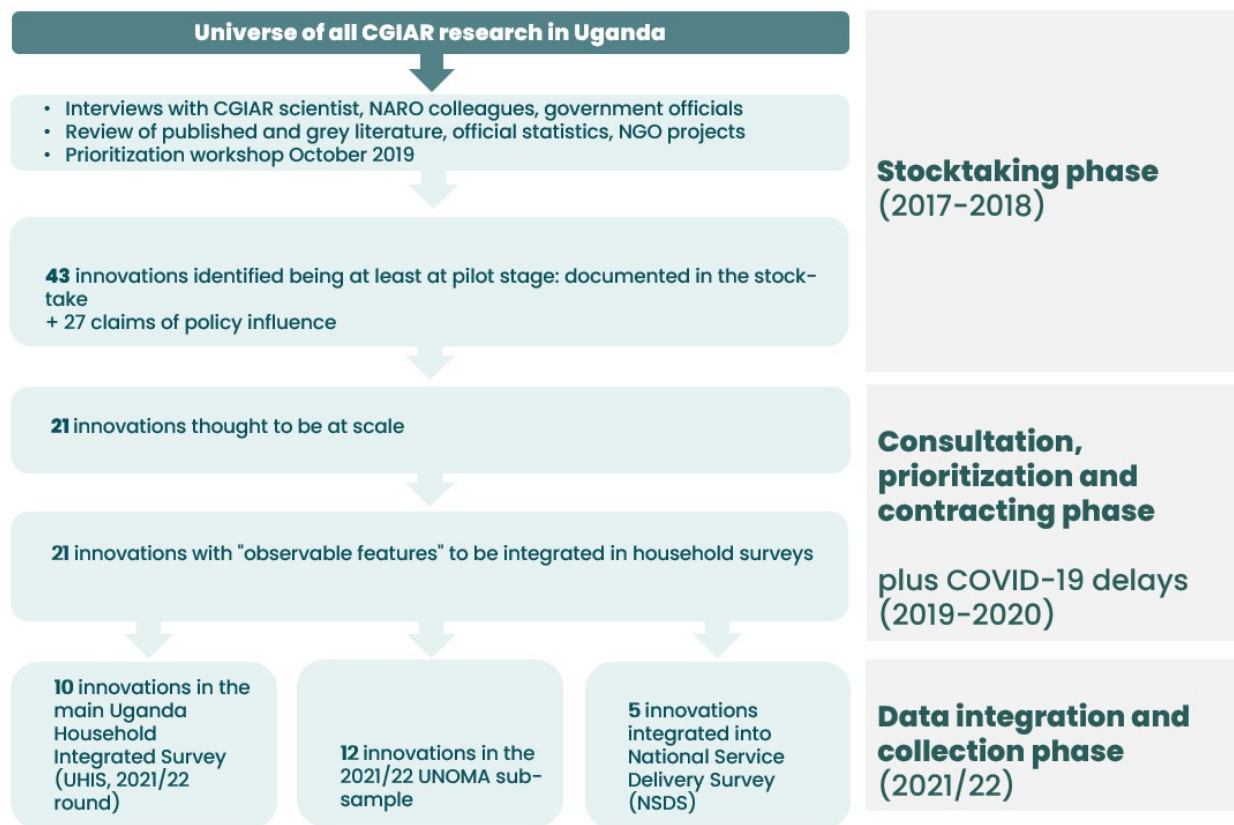 Universe of all CGIAR research in Uganda
• Interviews with CGIAR scientist, NARO colleagues, government officials
• Review of published and grey literature, official statistics, NGO projects
• Prioritization workshop October 2019
Stocktaking phase
(2017-2018)
43 innovations identified being at least at pilot stage: documented in the stock-
take
+ 27 claims of policy influence
21 innovations thought to be at scale
Consultation,
prioritization and
contracting phase
plus COVID-19 delays
(2019-2020)
21 innovations with "observable features" to be integrated in household surveys
10 innovations in the
main Uganda
Household
Integrated Survey
(UHIS, 2021/22
round)
12 innovations in the
2021/22 UNOMA sub-
sample
5 innovations
integrated into
National Service
Delivery Survey
(NSDS)
Data integration and
collection phase
(2021/22)